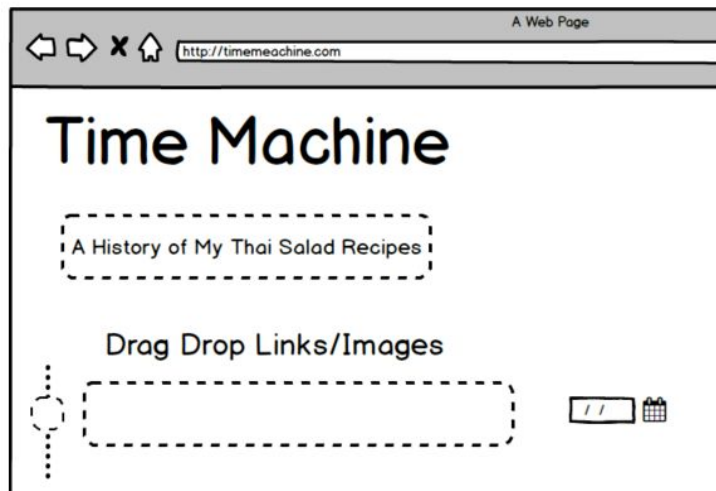 A Web Page
http://timemeachine.com
Time Machine
A History of My Thai Salad Recipes
Drag Drop Links/Images
/ /